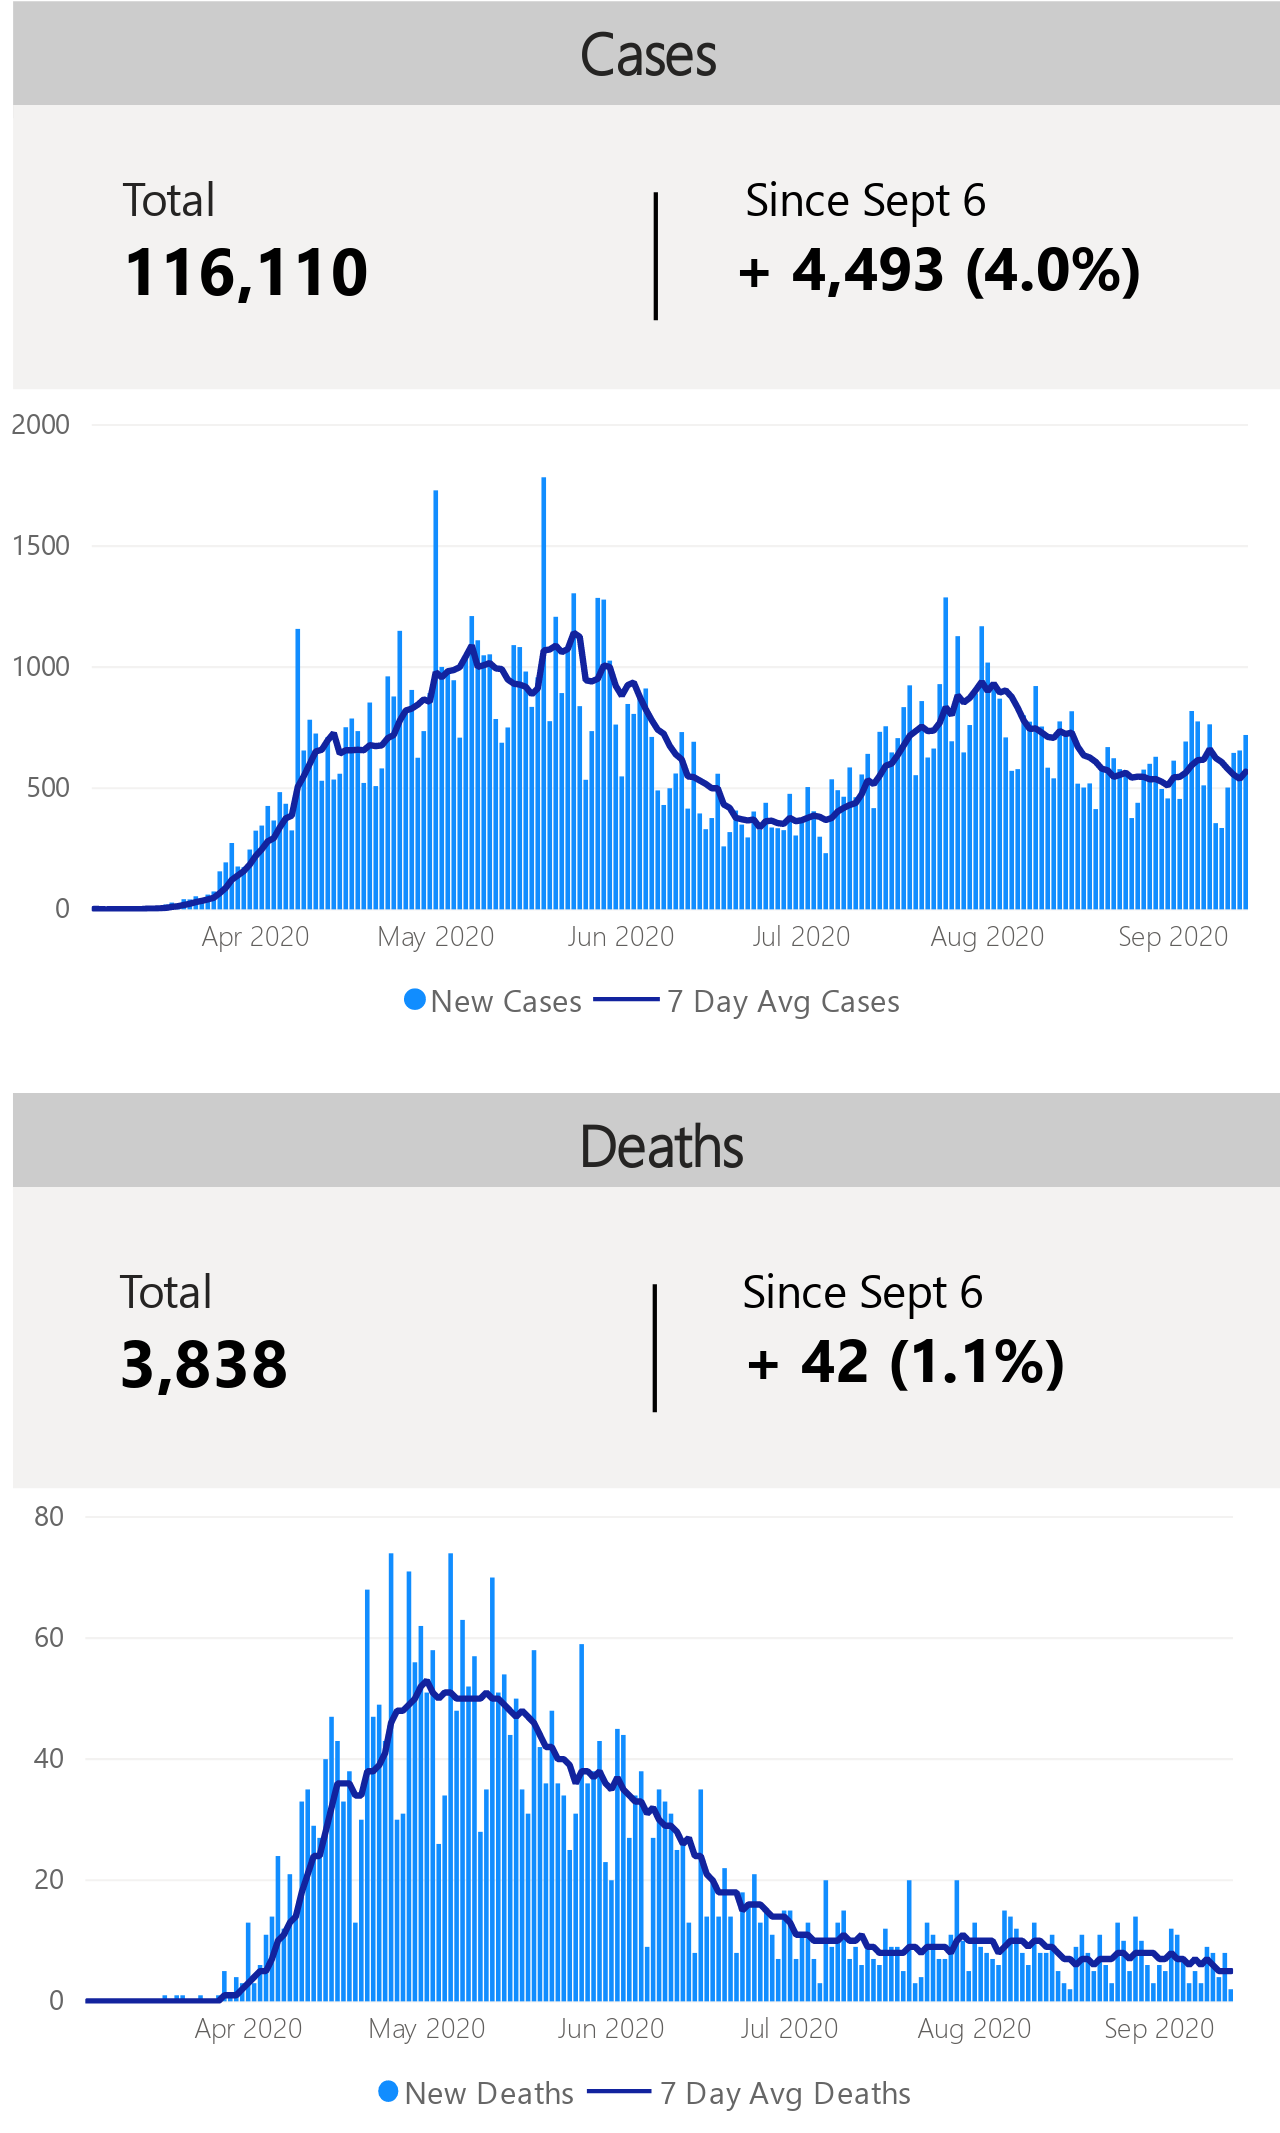 Cases
Total
Since Sept 6
116,110
+ 4,493 (4.0%)
2000
1500
1000
500
0
Apr 2020 May 2020 Jun 2020 Jul 2020 Aug 2020 Sep 2020
New Cases 7 Day Avg Cases
Deaths
Total
Since Sept 6
3,838
+ 42 (1.1%)
80
60
40
20
0
Apr 2020 May 2020 Jun 2020 Jul 2020 Aug 2020 Sep 2020
New Deaths 7 Day Avg Deaths